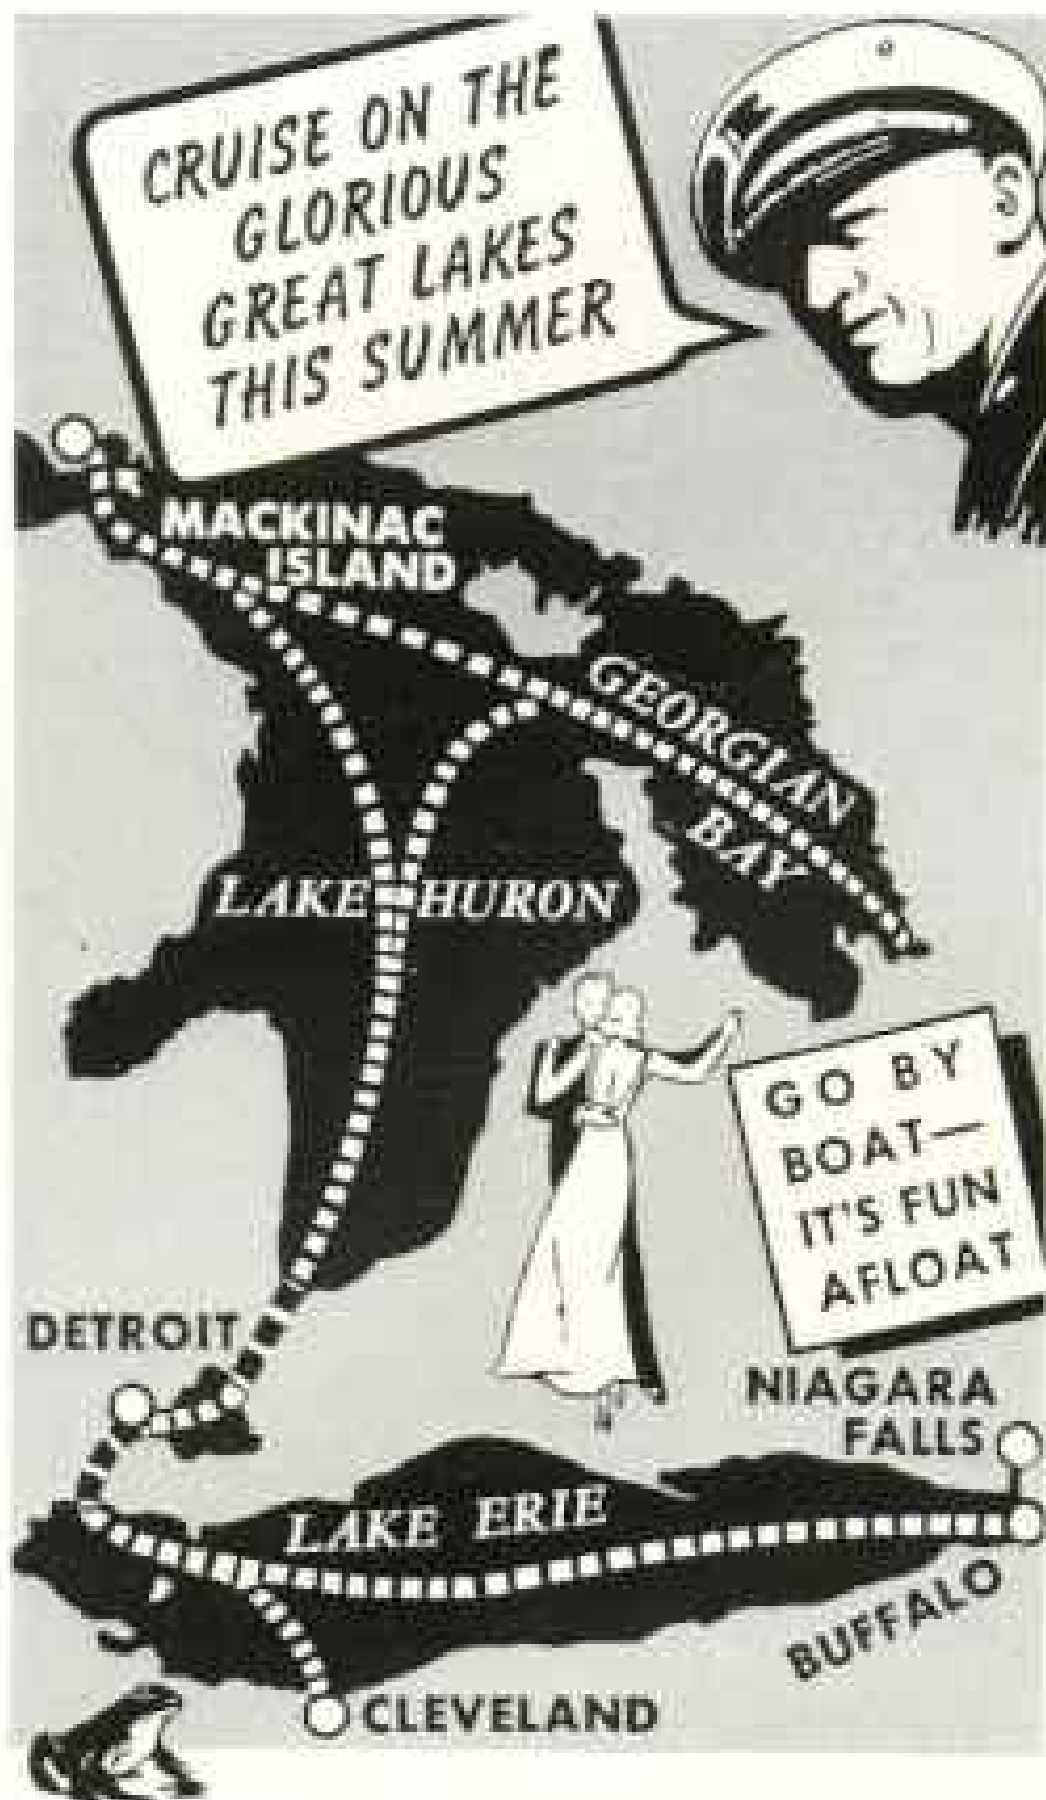 CRUISE ON THE
GLORIOUS
GREAT LAKES
THIS SUMMER
MACKINAC
ISLAND
GEORGIAN
BAY
LAKE HURON
GO BY
BOAT—
IT'S FUN
AFLOAT
DETROIT
NIAGARA
FALLS
LAKE ERIE
BUFFALO
CLEVELAND